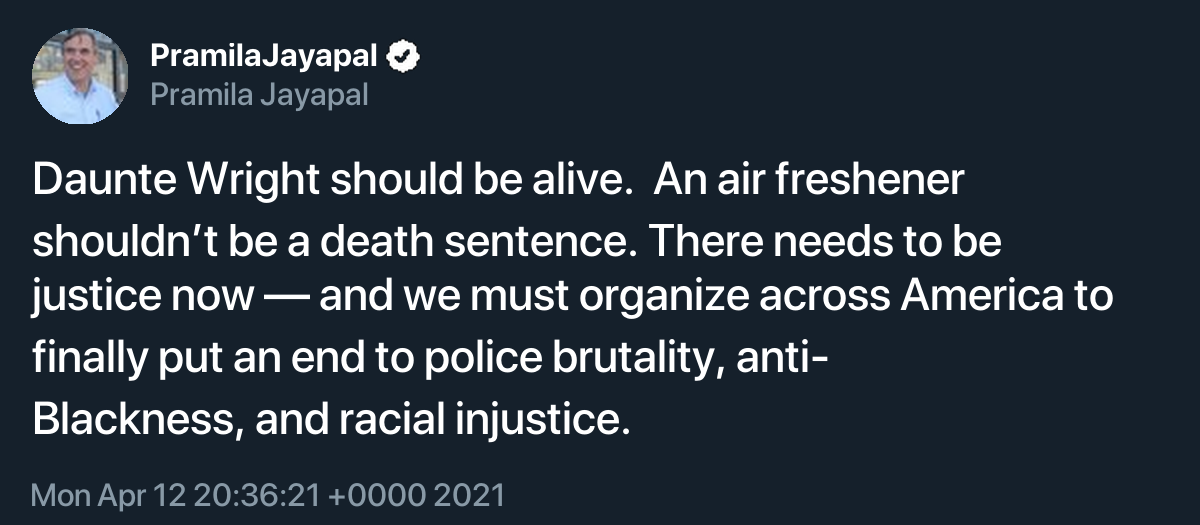 PramilaJayapal
Pramila Jayapal
Daunte Wright should be alive.  An air freshener
shouldn’t be a death sentence. There needs to be
justice now — and we must organize across America to
finally put an end to police brutality, anti-
Blackness, and racial injustice.
Mon Apr 12 20:36:21 +0000 2021